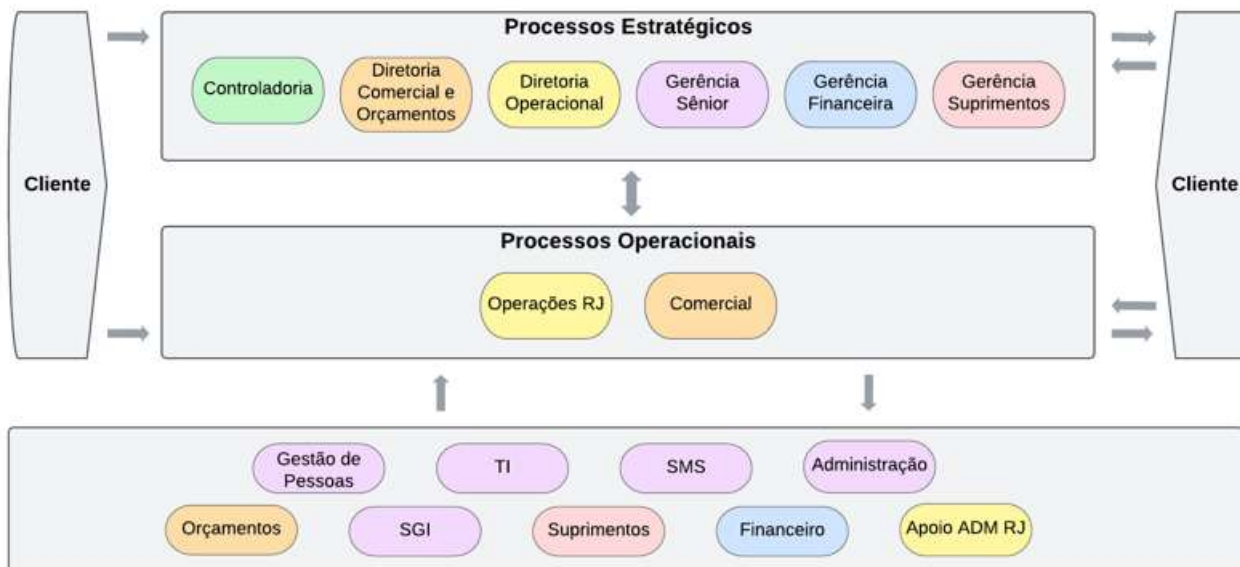 Processos Estratégicos
Controladoria
Diretoria
Comercial e
Orçamentos
Diretoria
Operacional
Gerência
Sênior
Gerência
Financeira
Gerência
Suprimentos
Cliente
Cliente
Processos Operacionais
Operações RJ
Comercial
Gestão de
Pessoas
TI
SMS
Administração
Orçamentos
SGI
Suprimentos
Financeiro
Apoio ADM RJ